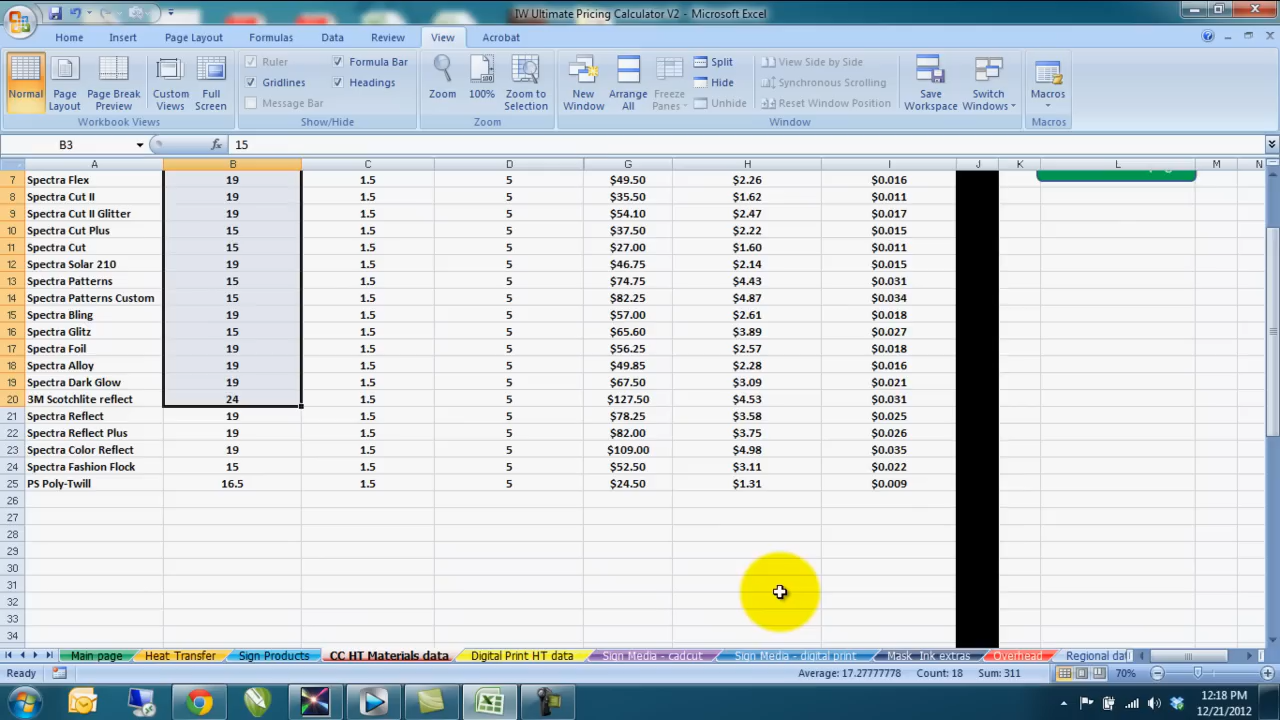 IW Ultimate Pricing Calculator V2 - Microsoft Excel
Home Insert Page Layout Formulas Data Review View Acrobat
Normal Page Layout Page Break Preview Custom Views Full Screen
Ruler Formula Bar
Gridlines Headings
Message Bar
Zoom 100% Zoom to Selection
New Window Arrange All Freeze Panes
Split
Hide
Unhide
View Side by Side
Synchronous Scrolling
Reset Window Position
Save Workspace Switch Windows Macros
Workbook Views Show/Hide Zoom Window Macros
B3 fx 15
A B C D G H I J K L M N
7 Spectra Flex 19 1.5 5 $49.50 $2.26 $0.016
8 Spectra Cut II 19 1.5 5 $35.50 $1.62 $0.011
9 Spectra Cut II Glitter 19 1.5 5 $54.10 $2.47 $0.017
10 Spectra Cut Plus 15 1.5 5 $37.50 $2.22 $0.015
11 Spectra Cut 15 1.5 5 $27.00 $1.60 $0.011
12 Spectra Solar 210 19 1.5 5 $46.75 $2.14 $0.015
13 Spectra Patterns 15 1.5 5 $74.75 $4.43 $0.031
14 Spectra Patterns Custom 15 1.5 5 $82.25 $4.87 $0.034
15 Spectra Bling 19 1.5 5 $57.00 $2.61 $0.018
16 Spectra Glitz 15 1.5 5 $65.60 $3.89 $0.027
17 Spectra Foil 19 1.5 5 $56.25 $2.57 $0.018
18 Spectra Alloy 19 1.5 5 $49.85 $2.28 $0.016
19 Spectra Dark Glow 19 1.5 5 $67.50 $3.09 $0.021
20 3M Scotchlite reflect 24 1.5 5 $127.50 $4.53 $0.031
21 Spectra Reflect 19 1.5 5 $78.25 $3.58 $0.025
22 Spectra Reflect Plus 19 1.5 5 $82.00 $3.75 $0.026
23 Spectra Color Reflect 19 1.5 5 $109.00 $4.98 $0.035
24 Spectra Fashion Flock 15 1.5 5 $52.50 $3.11 $0.022
25 PS Poly-Twill 16.5 1.5 5 $24.50 $1.31 $0.009
26
27
28
29
30
31
32
33
34
Main page Heat Transfer Sign Products CC HT Materials data Digital Print HT data Sign Media - cadcut Sign Media - digital print Mask Ink extras Overhead Regional dat
Ready Average: 17.27777778 Count: 18 Sum: 311 70%
12:18 PM
12/21/2012